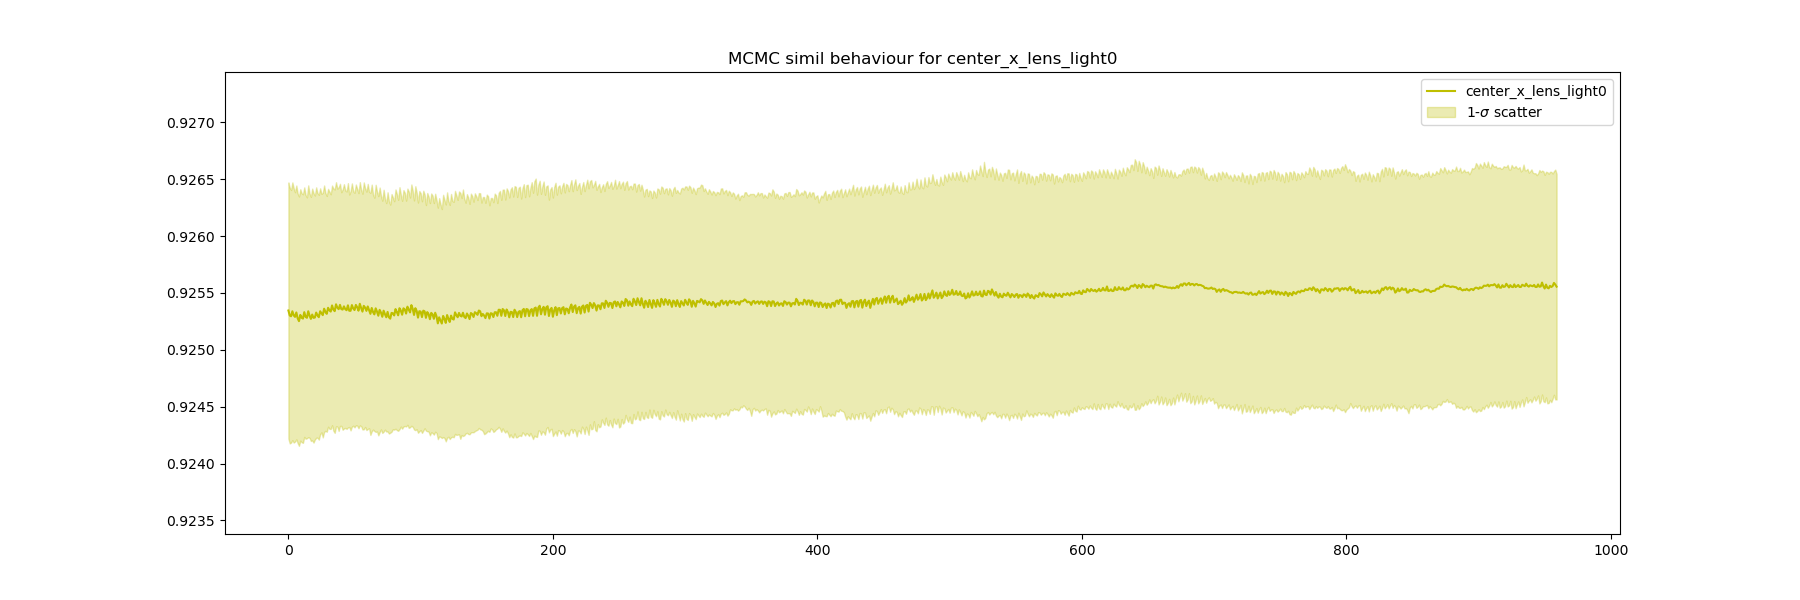 MCMC simil behaviour for center_x_lens_light0
center_x_lens_light0
1-σ scatter
0.9270
0.9265
0.9260
0.9255
0.9250
0.9245
0.9240
0.9235
0 200 400 600 800 1000